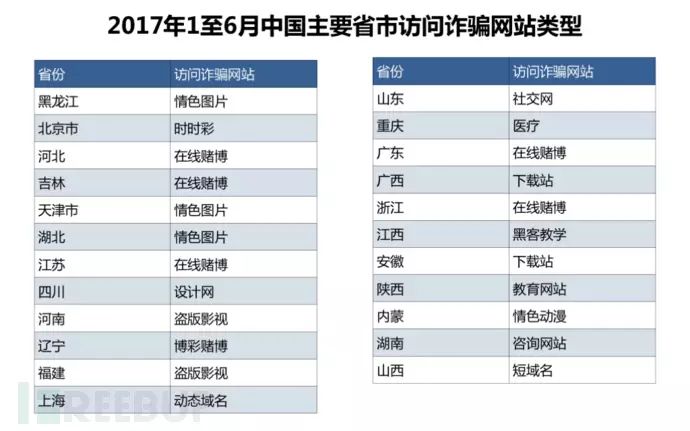 2017年1至6月中国主要省市访问诈骗网站类型
省份 访问诈骗网站
黑龙江 情色图片
北京市 时时彩
河北 在线赌博
吉林 在线赌博
天津市 情色图片
湖北 情色图片
江苏 在线赌博
四川 设计网
河南 盗版影视
辽宁 博彩赌博
福建 盗版影视
上海 动态域名
省份 访问诈骗网站
山东 社交网
重庆 医疗
广东 在线赌博
广西 下载站
浙江 在线赌博
江西 黑客教学
安徽 下载站
陕西 教育网站
内蒙 情色动漫
湖南 咨询网站
山西 短域名